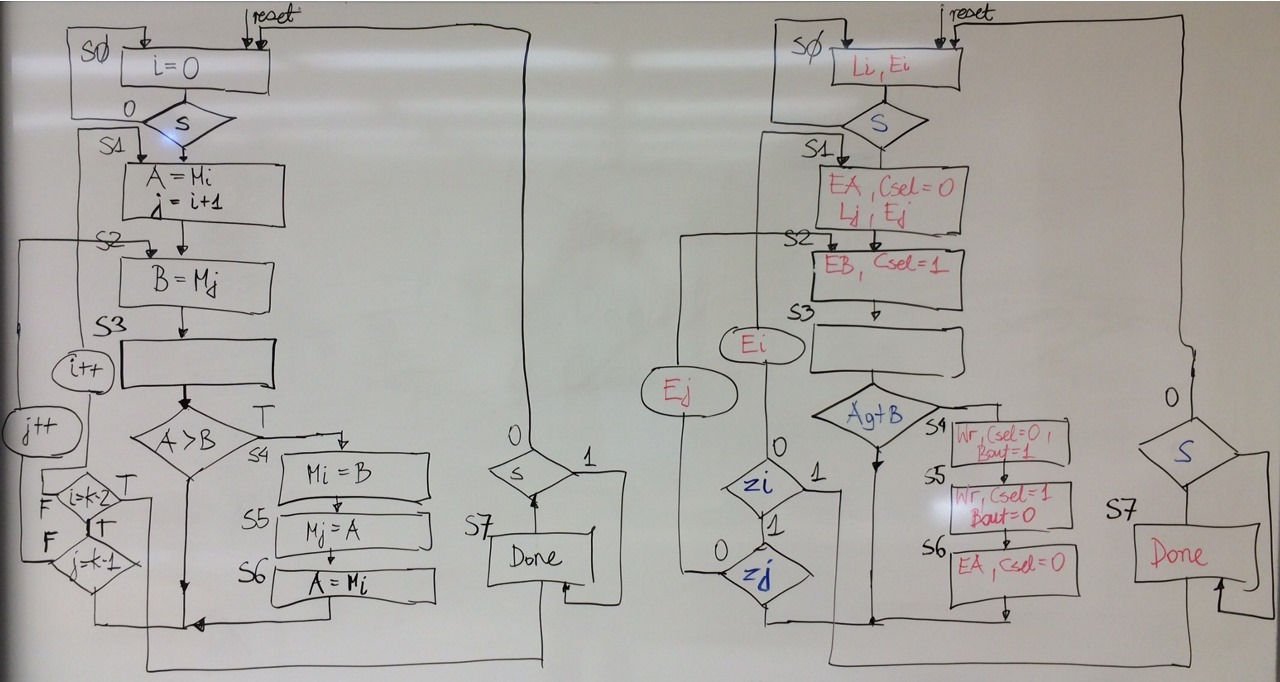 reset
SØ
i=0
0
S
S1
A = Mi
j = i+1
S2
B = Mj
S3
i++
j++
A > B
T
S4
Mi = B
S5
Mj = A
S6
A = Mi
i=k-2
T
F
T
F
j=k-1
0
S
1
S7
Done
reset
SØ
Li, Ei
S
S1
EA, Csel=0
Lj, Ej
S2
EB, Csel=1
S3
Ei
Ej
AgtB
S4
Wr, Csel=0,
Bout=1
S5
Wr, Csel=1
Bout=0
S6
EA, Csel=0
0
zi
1
1
0
zj
0
S
S7
Done